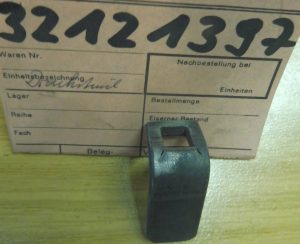 32121397
Waren Nr.
Nachbestellung bei
Einheitsbezeichnung
Einheiten
Lager
Bestellmenge
Reihe
Eiserner Bestand
Fach
Beleg-